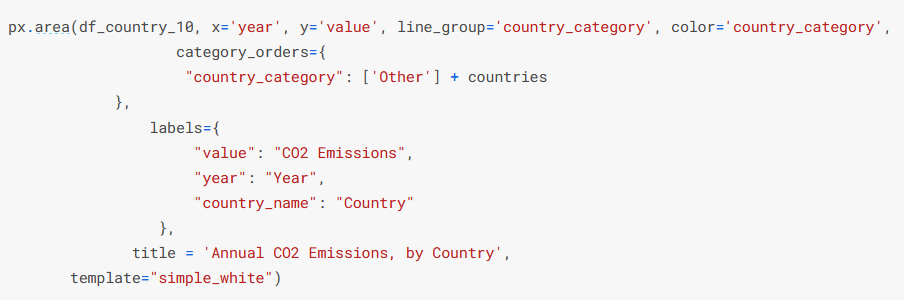 px.area(df_country_10, x='year', y='value', line_group='country_category', color='country_category',
category_orders={
"country_category": ['Other'] + countries
},
labels={
"value": "CO2 Emissions",
"year": "Year",
"country_name": "Country"
},
title = 'Annual CO2 Emissions, by Country',
template="simple_white")